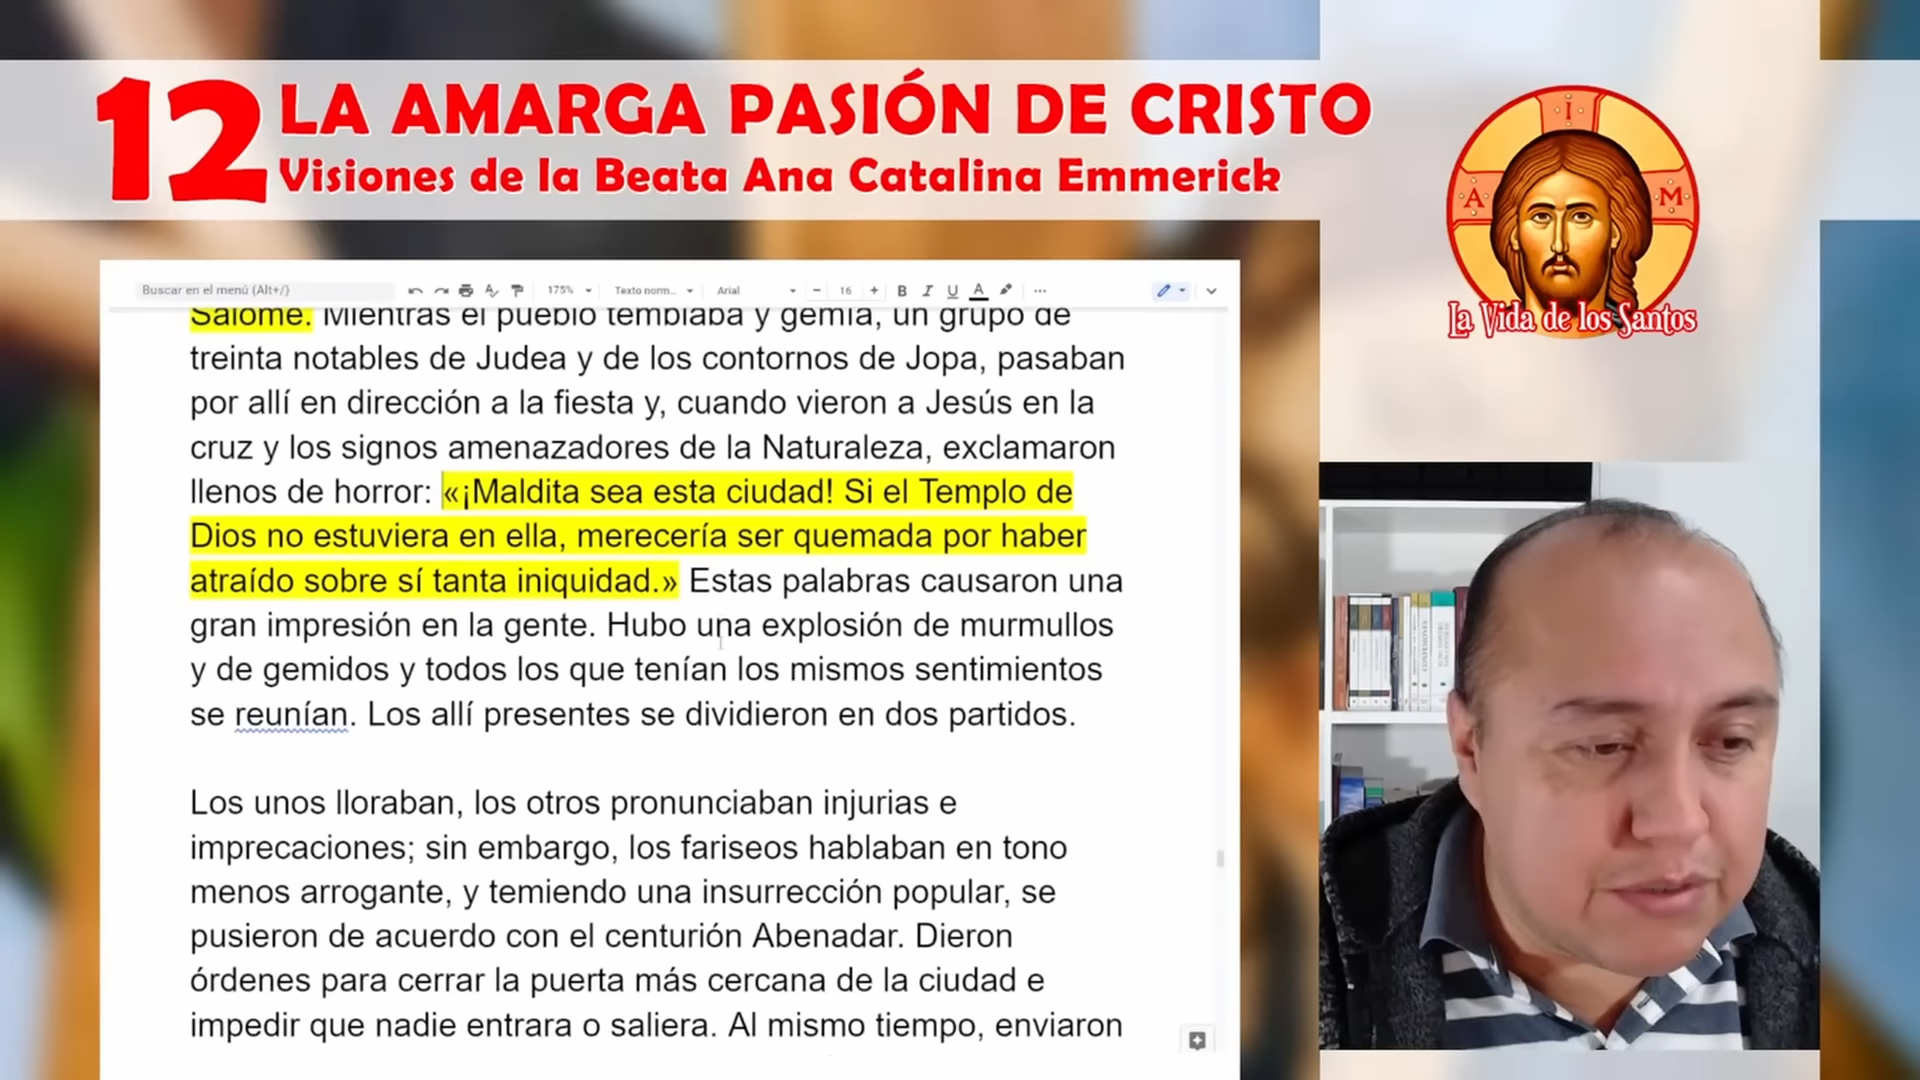 12
LA AMARGA PASIÓN DE CRISTO
Visiones de la Beata Ana Catalina Emmerick
I
A
M
La Vida de los Santos
Buscar en el menú (Alt+/)
175%
Texto norm...
Arial
16
B
I
U
A
Salomé. Mientras el pueblo temblaba y gemía, un grupo de
treinta notables de Judea y de los contornos de Jopa, pasaban
por allí en dirección a la fiesta y, cuando vieron a Jesús en la
cruz y los signos amenazadores de la Naturaleza, exclamaron
llenos de horror: «¡Maldita sea esta ciudad! Si el Templo de
Dios no estuviera en ella, merecería ser quemada por haber
atraído sobre sí tanta iniquidad.» Estas palabras causaron una
gran impresión en la gente. Hubo una explosión de murmullos
y de gemidos y todos los que tenían los mismos sentimientos
se reunían. Los allí presentes se dividieron en dos partidos.
Los unos lloraban, los otros pronunciaban injurias e
imprecaciones; sin embargo, los fariseos hablaban en tono
menos arrogante, y temiendo una insurrección popular, se
pusieron de acuerdo con el centurión Abenadar. Dieron
órdenes para cerrar la puerta más cercana de la ciudad e
impedir que nadie entrara o saliera. Al mismo tiempo, enviaron